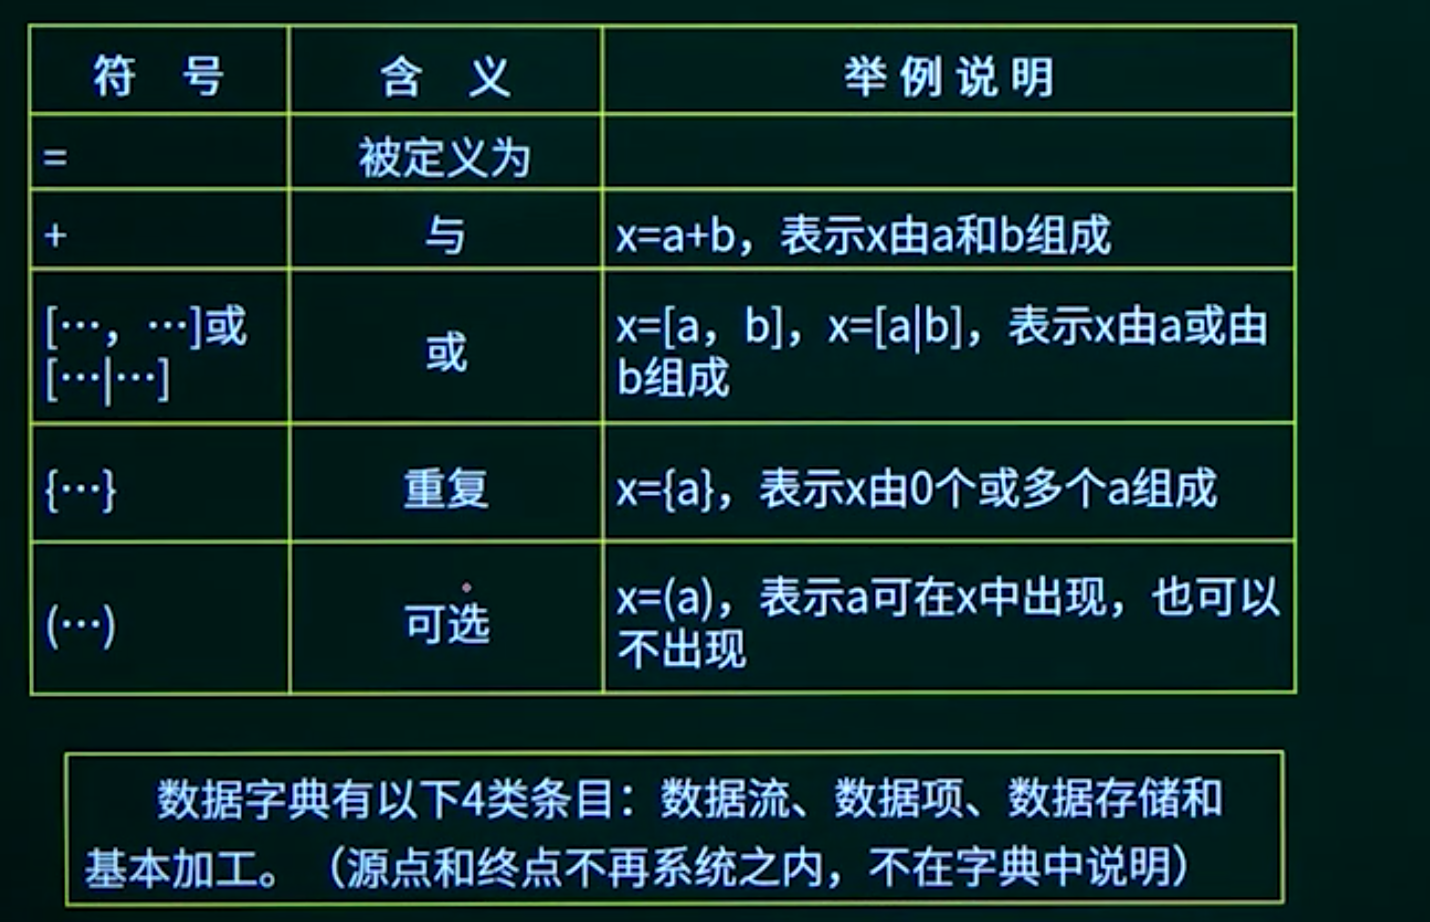 符 号 含 义 举例说明
= 被定义为
+ 与 x=a+b，表示x由a和b组成
[…，…]或
[…|…]
或
x=[a，b]，x=[a|b]，表示x由a或由
b组成
{…} 重复 x={a}，表示x由0个或多个a组成
(…) 可选
x=(a)，表示a可在x中出现，也可以
不出现
数据字典有以下4类条目：数据流、数据项、数据存储和
基本加工。（源点和终点不再系统之内，不在字典中说明）